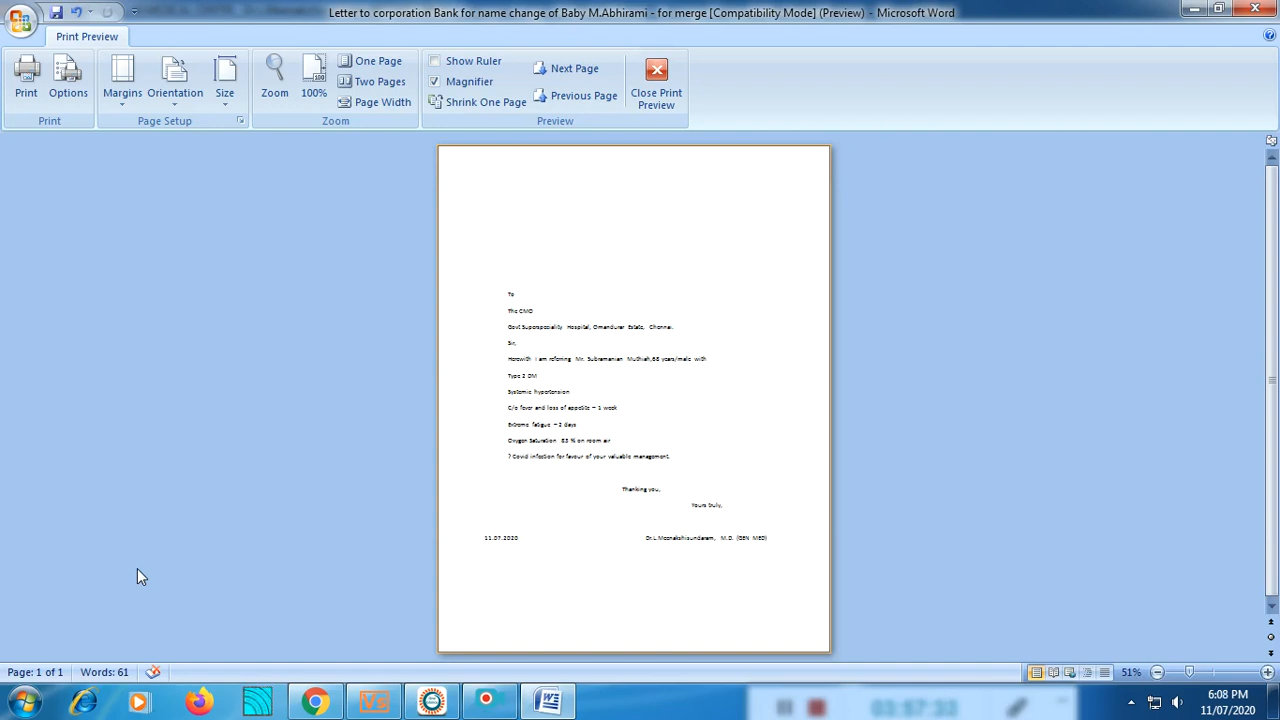 Letter to corporation Bank for name change of Baby M.Abhirami - for merge [Compatibility Mode] (Preview) - Microsoft Word
Print Preview
Print
Options
Margins
Orientation
Size
Zoom
100
100%
One Page
Two Pages
Page Width
Show Ruler
Magnifier
Shrink One Page
Next Page
Previous Page
Close Print
Preview
Print
Page Setup
Zoom
Preview
To
The CMO
Govt Superspeciality Hospital, Omandurar Estate, Chennai.
Sir,
Herewith I am referring Mr. Subramanian Muthiah,68 years/male with
Type 2 DM
Systemic hypertension
C/o fever and loss of appetite – 1 week
Extreme fatigue – 2 days
Oxygen Saturation 83 % on room air
? Covid infection for favour of your valuable management.
Thanking you,
Yours truly,
11.07.2020
Dr.L.Meenakshisundaram, M.D. (GEN MED)
Page: 1 of 1
Words: 61
51%
Vs
6:08 PM
11/07/2020